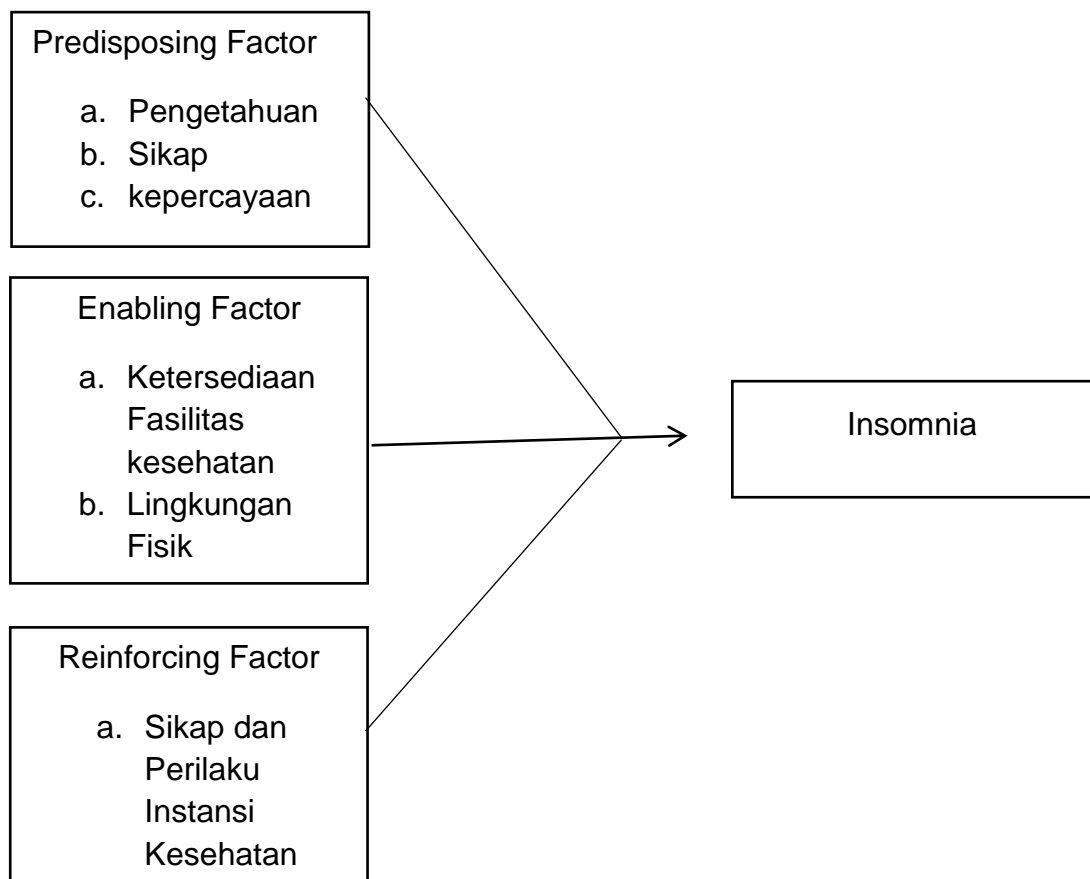 Predisposing Factor
a. Pengetahuan
b. Sikap
c. kepercayaan
Enabling Factor
a. Ketersediaan
Fasilitas
kesehatan
b. Lingkungan
Fisik
Reinforcing Factor
a. Sikap dan
Perilaku
Instansi
Kesehatan
Insomnia